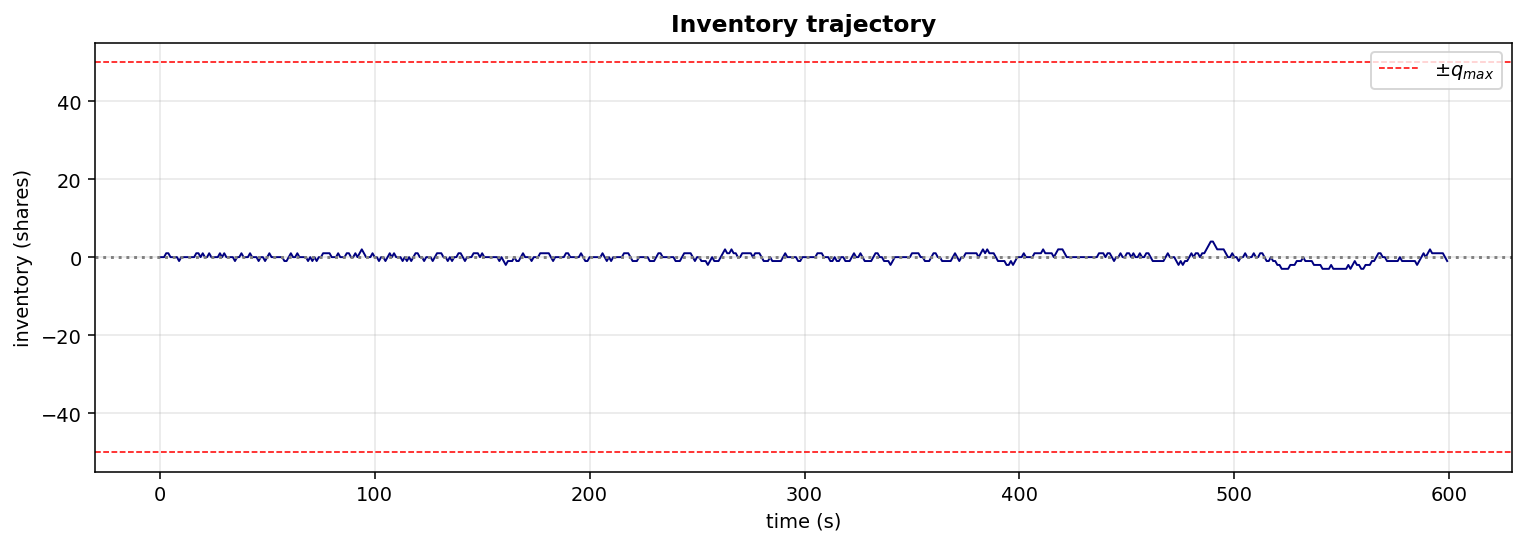 Inventory trajectory
±q_max
inventory (shares)
40
20
0
−20
−40
0 100 200 300 400 500 600
time (s)